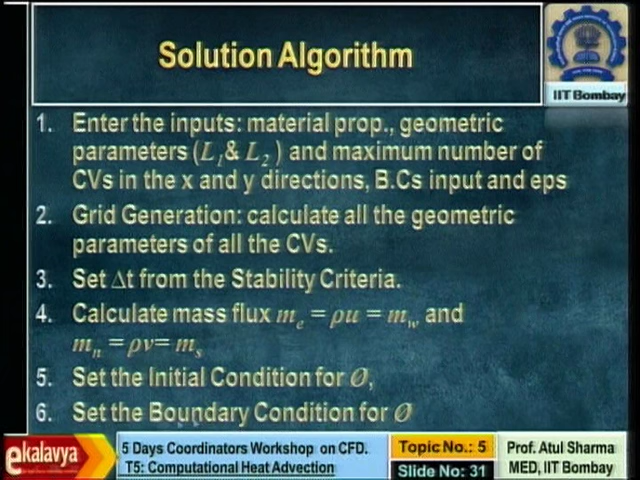 Solution Algorithm
IIT Bombay
1. Enter the inputs: material prop., geometric
parameters (L1& L2 ) and maximum number of
CVs in the x and y directions, B.Cs input and eps
2. Grid Generation: calculate all the geometric
parameters of all the CVs.
3. Set Δt from the Stability Criteria.
4. Calculate mass flux me = ρu = mw and
mn = ρv= ms
5. Set the Initial Condition for Ø,
6. Set the Boundary Condition for Ø
ekalavya
5 Days Coordinators Workshop on CFD.
T5: Computational Heat Advection
Topic No.: 5
Slide No: 31
Prof. Atul Sharma
MED, IIT Bombay